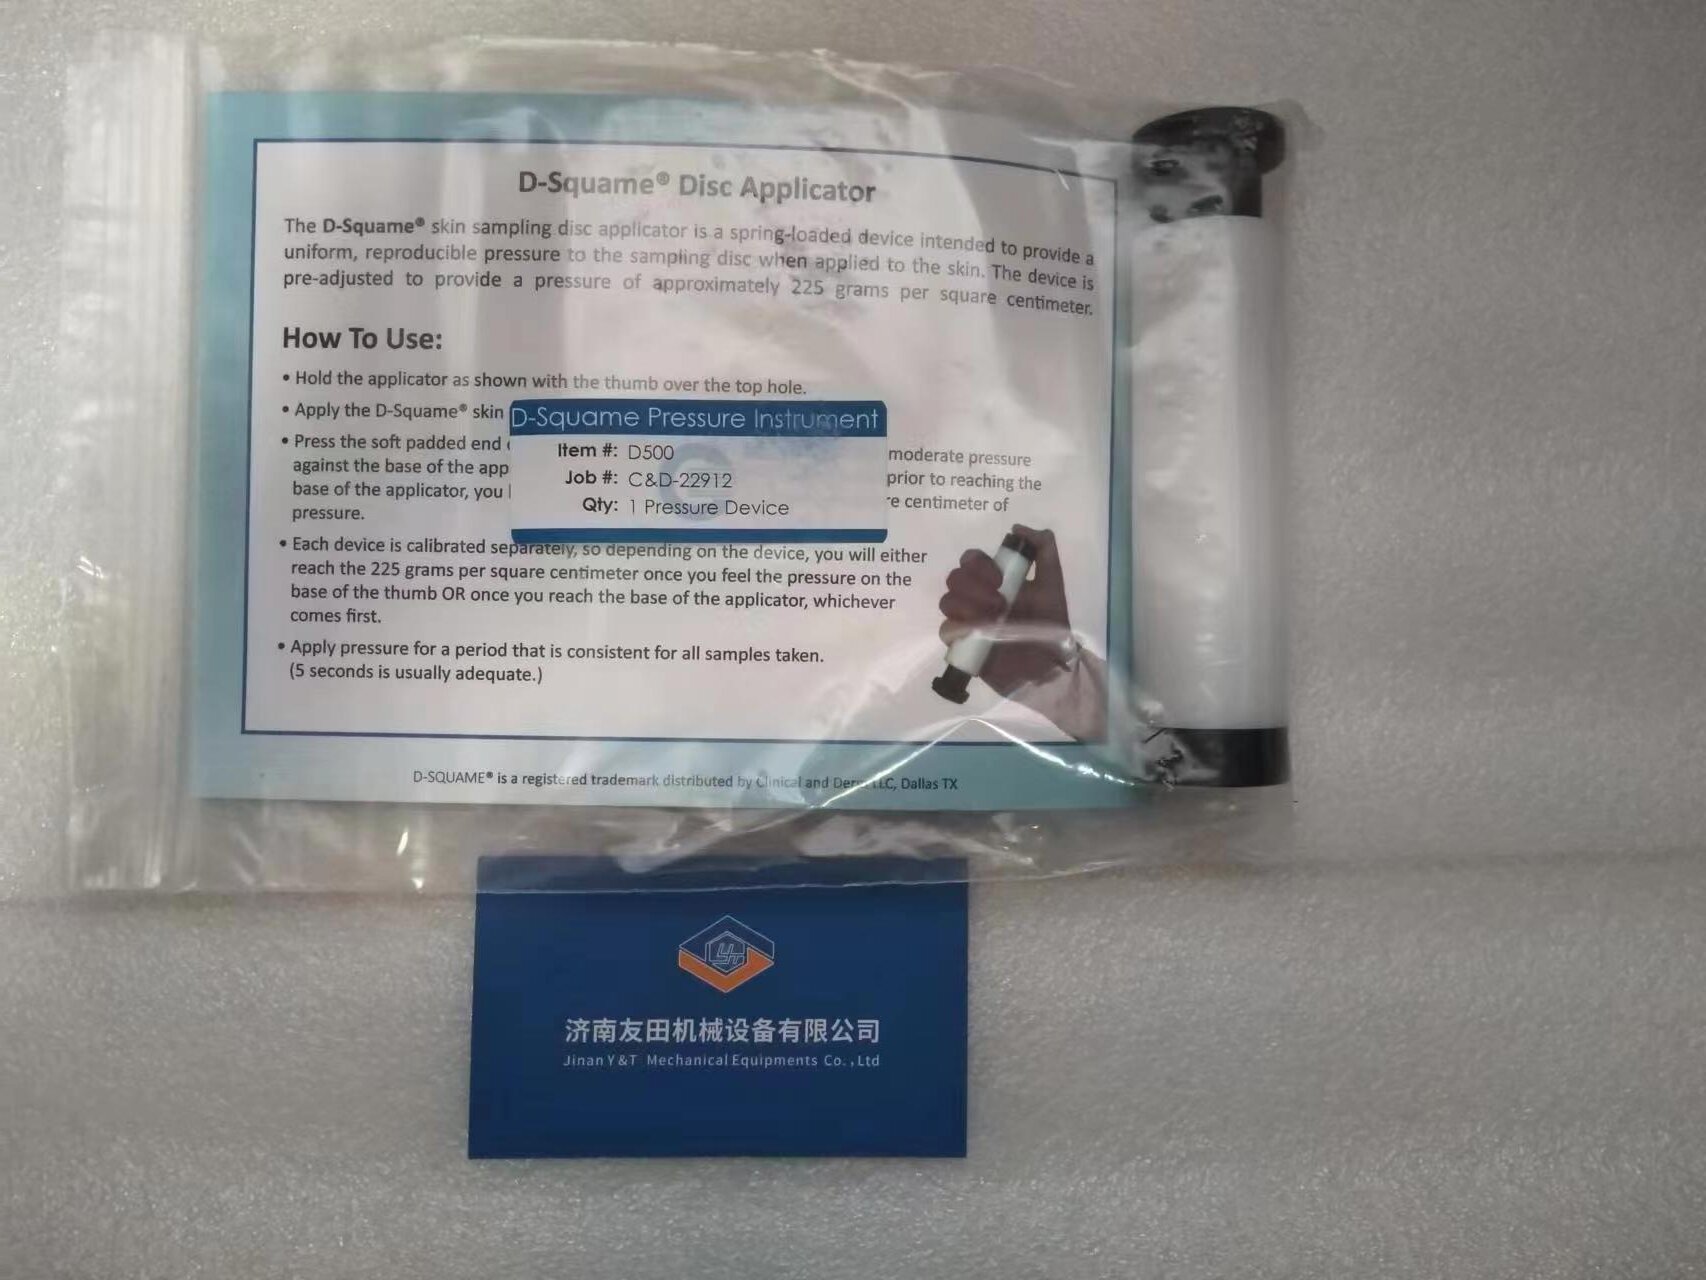 D-Squame® Disc Applicator
The D-Squame® skin sampling disc applicator is a spring-loaded device intended to provide a
uniform, reproducible pressure to the sampling disc when applied to the skin. The device is
pre-adjusted to provide a pressure of approximately 225 grams per square centimeter.
How To Use:
• Hold the applicator as shown with the thumb over the top hole.
• Apply the D-Squame® skin
• Press the soft padded end
moderate pressure
against the base of the app
prior to reaching the
base of the applicator, you
centimeter of
pressure.
D-Squame Pressure Instrument
Item #: D500
Job #: C&D-22912
Qty: 1 Pressure Device
• Each device is calibrated separately, so depending on the device, you will either
reach the 225 grams per square centimeter once you feel the pressure on the
base of the thumb OR once you reach the base of the applicator, whichever
comes first.
• Apply pressure for a period that is consistent for all samples taken.
(5 seconds is usually adequate.)
D-SQUAME® is a registered trademark distributed by Clinical and LLC, Dallas TX
济南友田机械设备有限公司
Jinan Y&T Mechanical Equipments Co.,Ltd